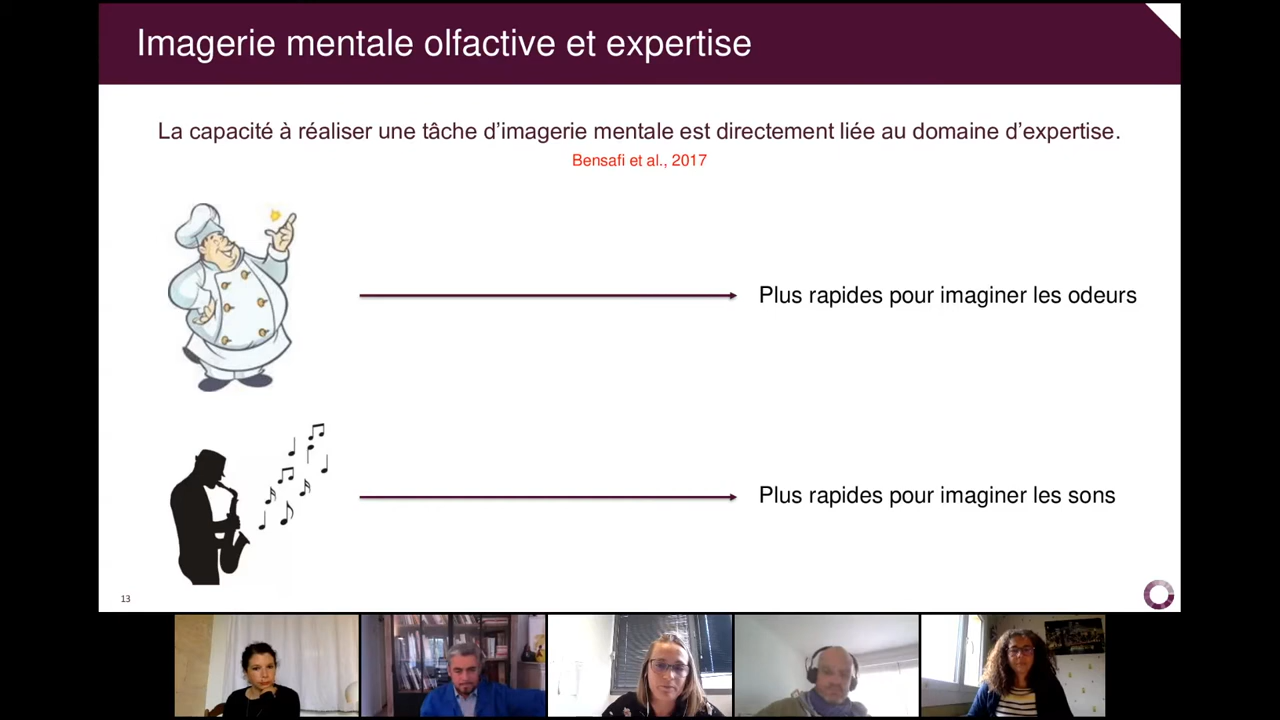 Imagerie mentale olfactive et expertise
La capacité à réaliser une tâche d’imagerie mentale est directement liée au domaine d’expertise.
Bensafi et al., 2017
Plus rapides pour imaginer les odeurs
Plus rapides pour imaginer les sons
13